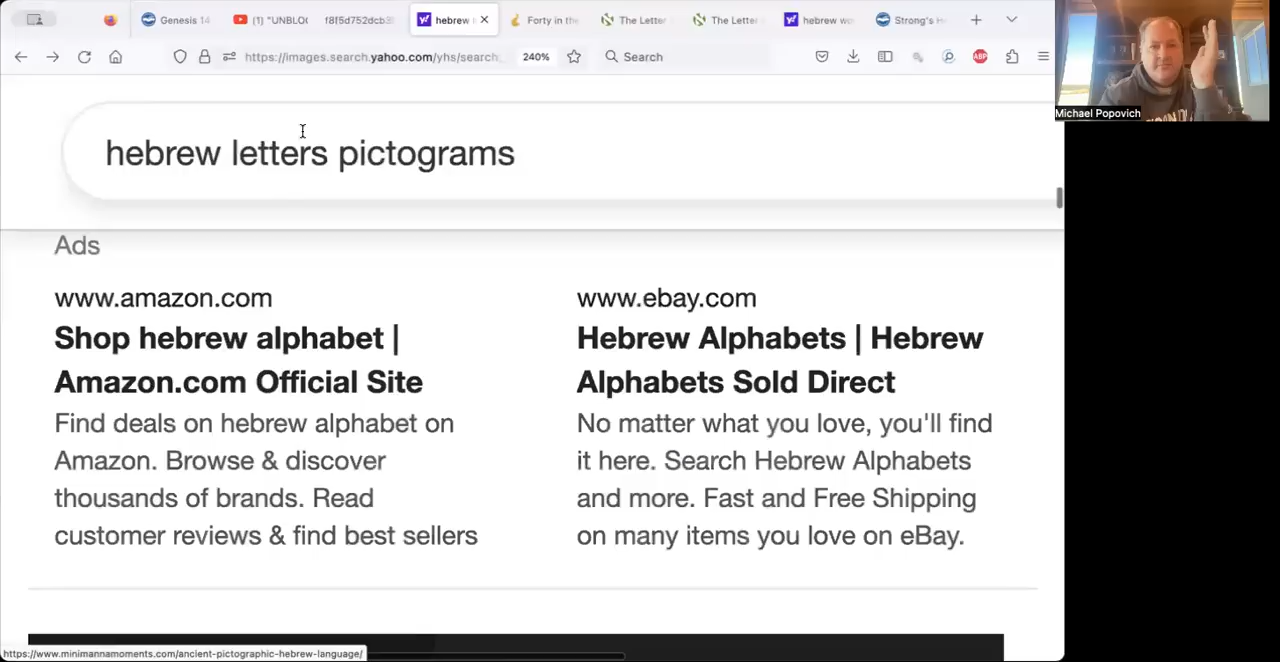 Genesis 14
(1) "UNBLO
f8f5d752dcb3
hebrew
Forty in the
The Letter
The Letter
hebrew wo
Strong's H
https://images.search.yahoo.com/yhs/search
240%
Search
ABP
Michael Popovich
hebrew letters pictograms
Ads
www.amazon.com
Shop hebrew alphabet |
Amazon.com Official Site
Find deals on hebrew alphabet on
Amazon. Browse & discover
thousands of brands. Read
customer reviews & find best sellers
www.ebay.com
Hebrew Alphabets | Hebrew
Alphabets Sold Direct
No matter what you love, you'll find
it here. Search Hebrew Alphabets
and more. Fast and Free Shipping
on many items you love on eBay.
https://www.minimannamoments.com/ancient-pictographic-hebrew-language/